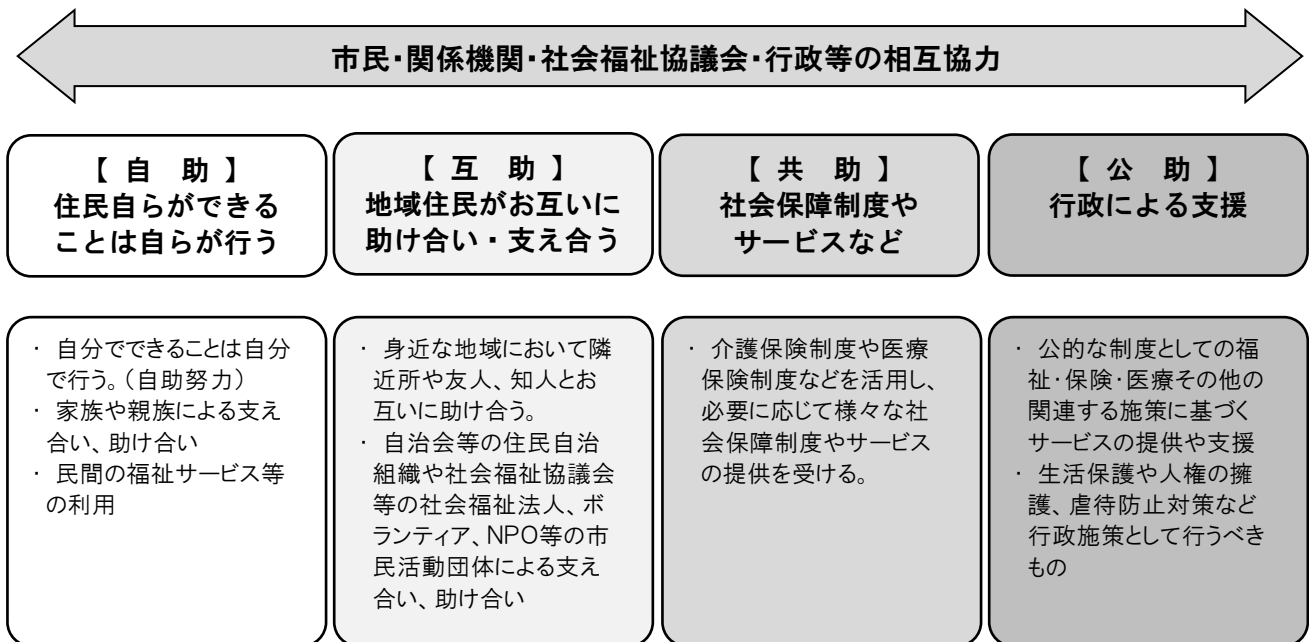 市民・関係機関・社会福祉協議会・行政等の相互協力
【 自　助 】
住民自らができる
ことは自らが行う
【 互　助 】
地域住民がお互いに
助け合い・支え合う
【 共　助 】
社会保障制度や
サービスなど
【 公　助 】
行政による支援
・ 自分でできることは自分
で行う。（自助努力）
・ 家族や親族による支え
合い、助け合い
・ 民間の福祉サービス等
の利用
・ 身近な地域において隣
近所や友人、知人とお
互いに助け合う。
・ 自治会等の住民自治
組織や社会福祉協議会
等の社会福祉法人、ボ
ランティア、NPO等の市
民活動団体による支え
合い、助け合い
・ 介護保険制度や医療
保険制度などを活用し、
必要に応じて様々な社
会保障制度やサービス
の提供を受ける。
・ 公的な制度としての福
祉・保険・医療その他の
関連する施策に基づく
サービスの提供や支援
・ 生活保護や人権の擁
護、虐待防止対策など
行政施策として行うべき
もの